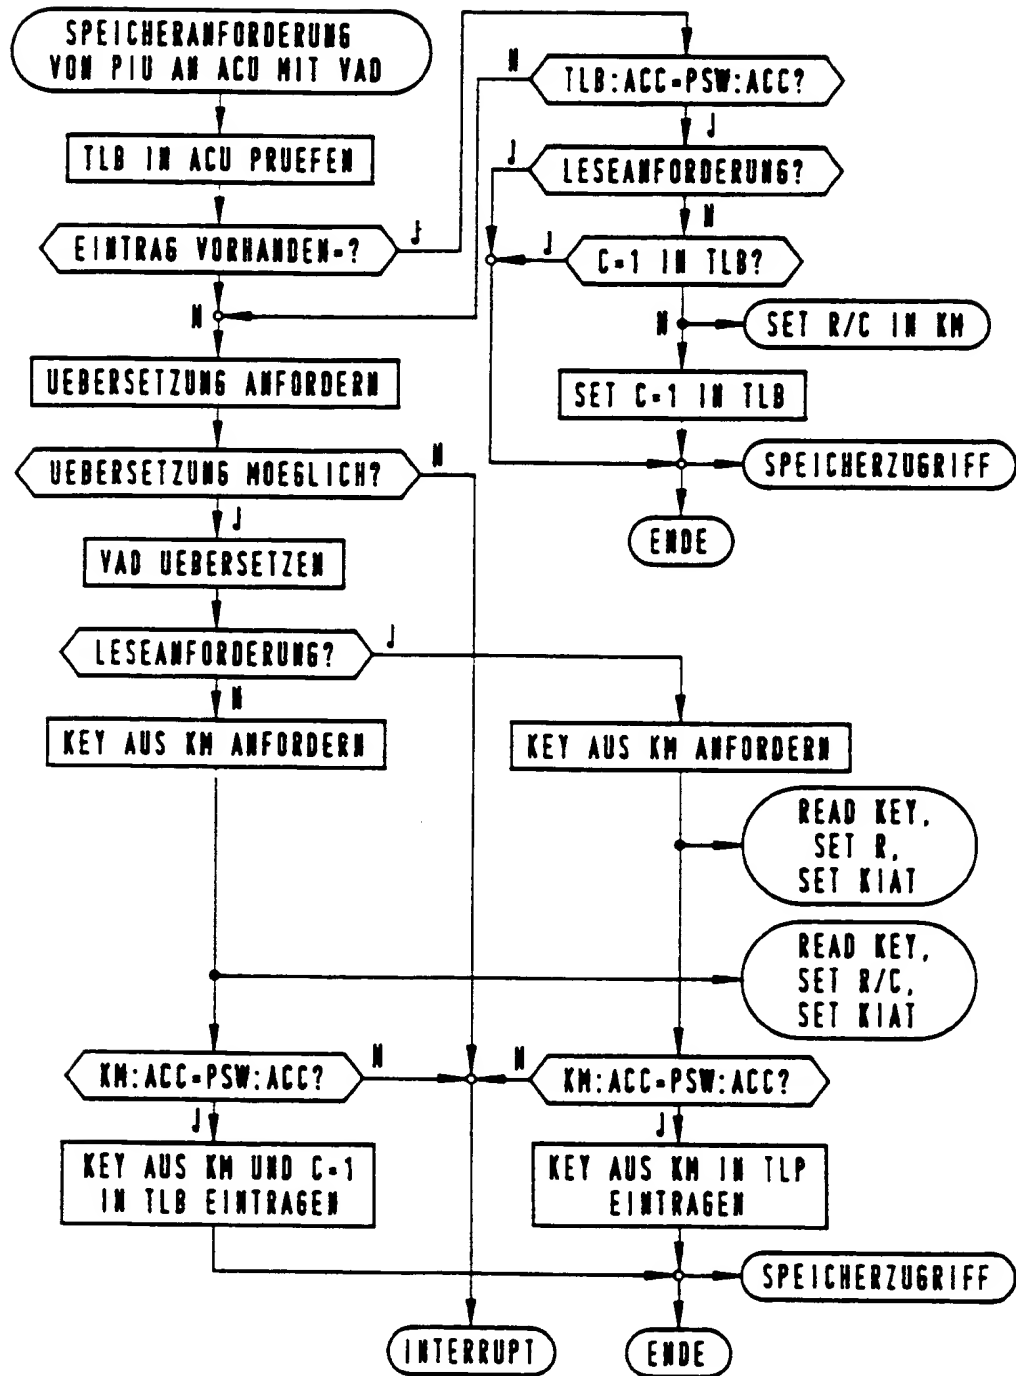 SPEICHERANFORDERUNG
VON PIU AN ACU MIT VAD
TLB IN ACU PRUEFEN
EINTRAG VORHANDEN=?
J
N
UEBERSETZUNG ANFORDERN
UEBERSETZUNG MOEGLICH?
N
J
VAD UEBERSETZEN
LESEANFORDERUNG?
J
N
KEY AUS KM ANFORDERN
KM:ACC=PSW:ACC?
N
J
KEY AUS KM UND C=1
IN TLB EINTRAGEN
INTERRUPT
N
TLB:ACC=PSW:ACC?
J
J
LESEANFORDERUNG?
N
J
C=1 IN TLB?
N
SET R/C IN KM
SET C=1 IN TLB
SPEICHERZUGRIFF
ENDE
KEY AUS KM ANFORDERN
READ KEY,
SET R,
SET KIAT
READ KEY,
SET R/C,
SET KIAT
N
KM:ACC=PSW:ACC?
J
KEY AUS KM IN TLP
EINTRAGEN
SPEICHERZUGRIFF
ENDE